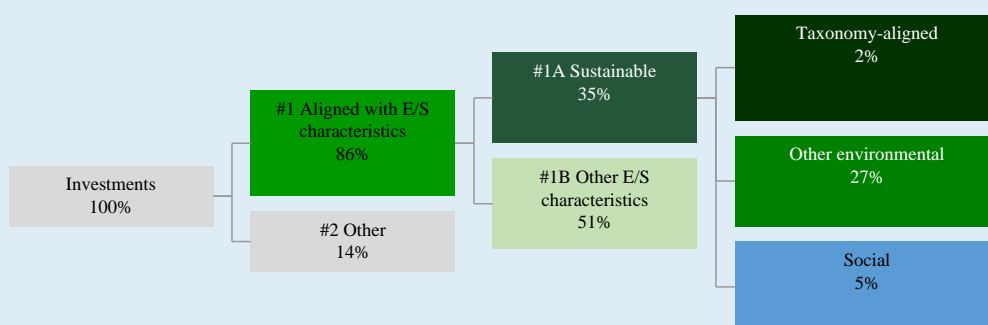 Investments
100%
#1 Aligned with E/S
characteristics
86%
#2 Other
14%
#1A Sustainable
35%
#1B Other E/S
characteristics
51%
Taxonomy-aligned
2%
Other environmental
27%
Social
5%